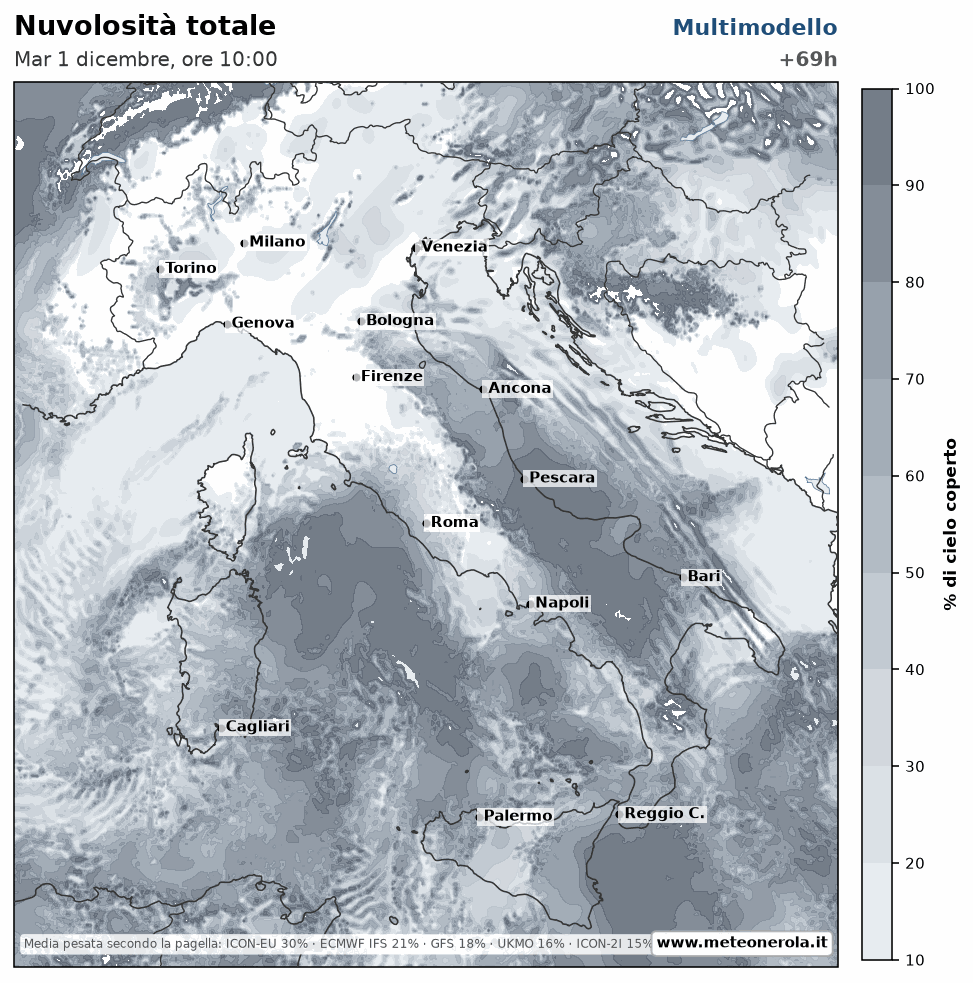 Nuvolosità totale
Multimodello
Mar 1 dicembre, ore 10:00
+69h
100
90
80
70
60
50
40
30
20
10
% di cielo coperto
Milano
Venezia
Torino
Genova
Bologna
Firenze
Ancona
Pescara
Roma
Bari
Napoli
Cagliari
Palermo
Reggio C.
Media pesata secondo la pagella: ICON-EU 30% · ECMWF IFS 21% · GFS 18% · UKMO 16% · ICON-2I 15%
www.meteonerola.it